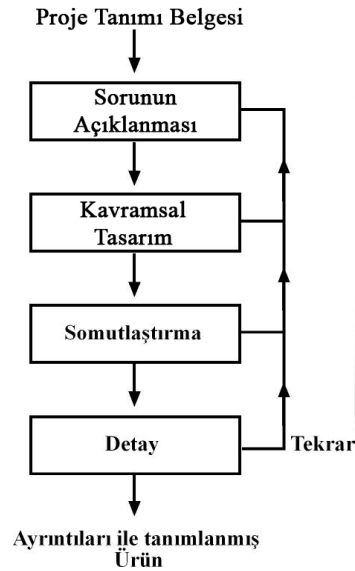 Proje Tanımı Belgesi
Sorunun
Açıklanması
Kavramsal
Tasarım
Somutlaştırma
Detay
Tekrar
Ayrıntıları ile tanımlanmış
Ürün